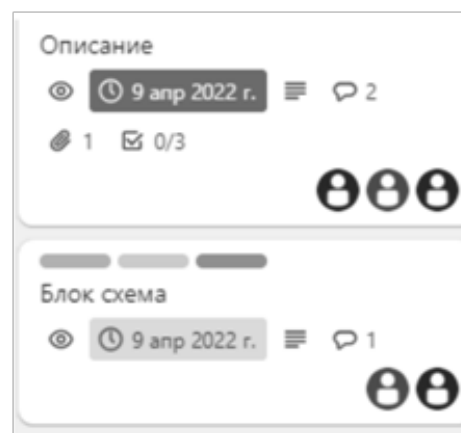 Описание
9 апр 2022 г. 2
1 0/3
Блок схема
9 апр 2022 г. 1